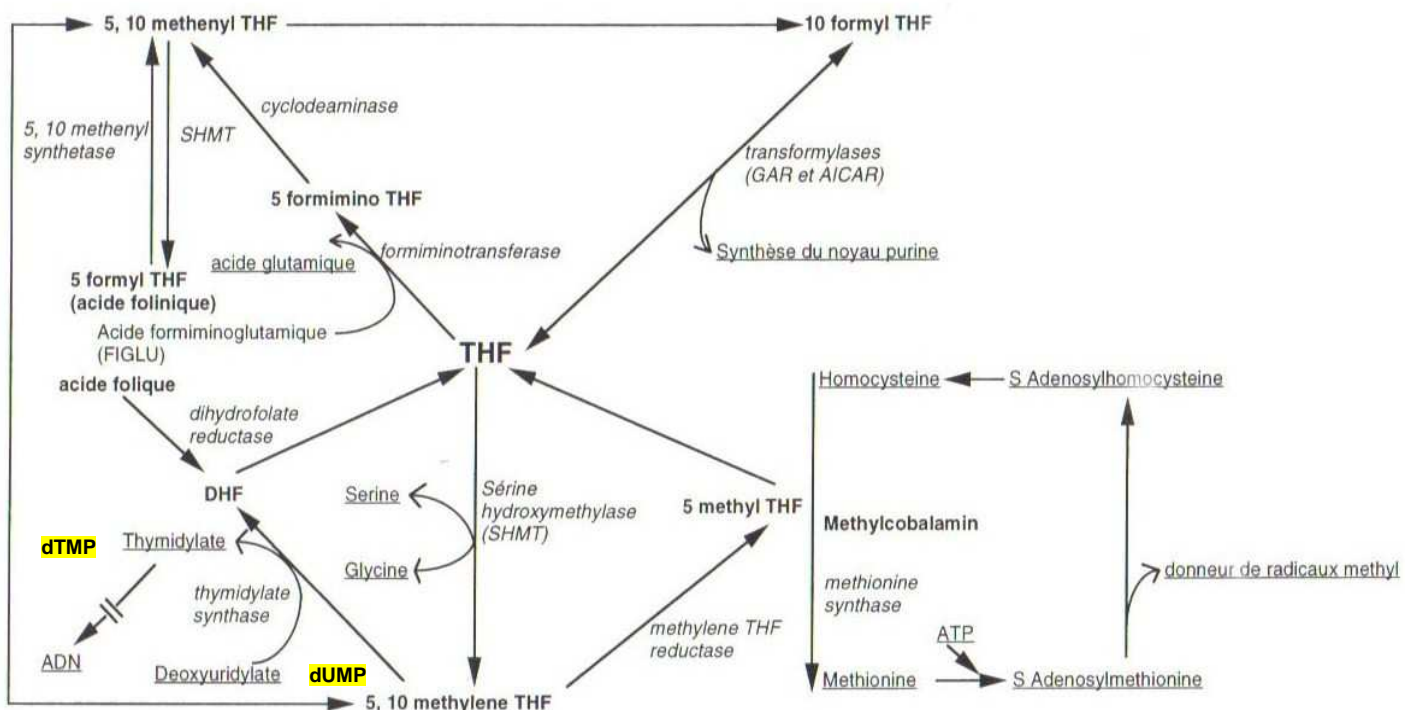 5, 10 methenyl THF
10 formyl THF
cyclodeaminase
5, 10 methenyl
synthetase
SHMT
transformylases
(GAR et AICAR)
5 formimino THF
formiminotransferase
acide glutamique
Synthèse du noyau purine
5 formyl THF
(acide folinique)
Acide formiminoglutamique
(FIGLU)
THF
acide folique
Homocysteine
S Adenosylhomocysteine
dihydrofolate
reductase
DHF
Serine
Sérine
hydroxymethylase
(SHMT)
5 methyl THF
Methylcobalamin
dTMP
Thymidylate
Glycine
donneur de radicaux methyl
thymidylate
synthase
methionine
synthase
methylene THF
reductase
ATP
ADN
Deoxyuridylate
dUMP
Methionine
S Adenosylmethionine
5, 10 methylene THF